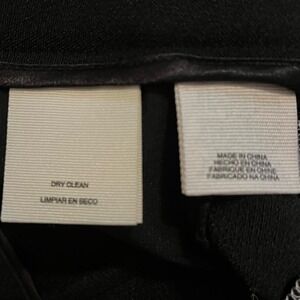 DRY CLEAN
LIMPIAR EN SECO
MADE IN CHINA
HECHO EN CHINA
FABRIQUE EN CHINE
FABRICADO NA CHINA